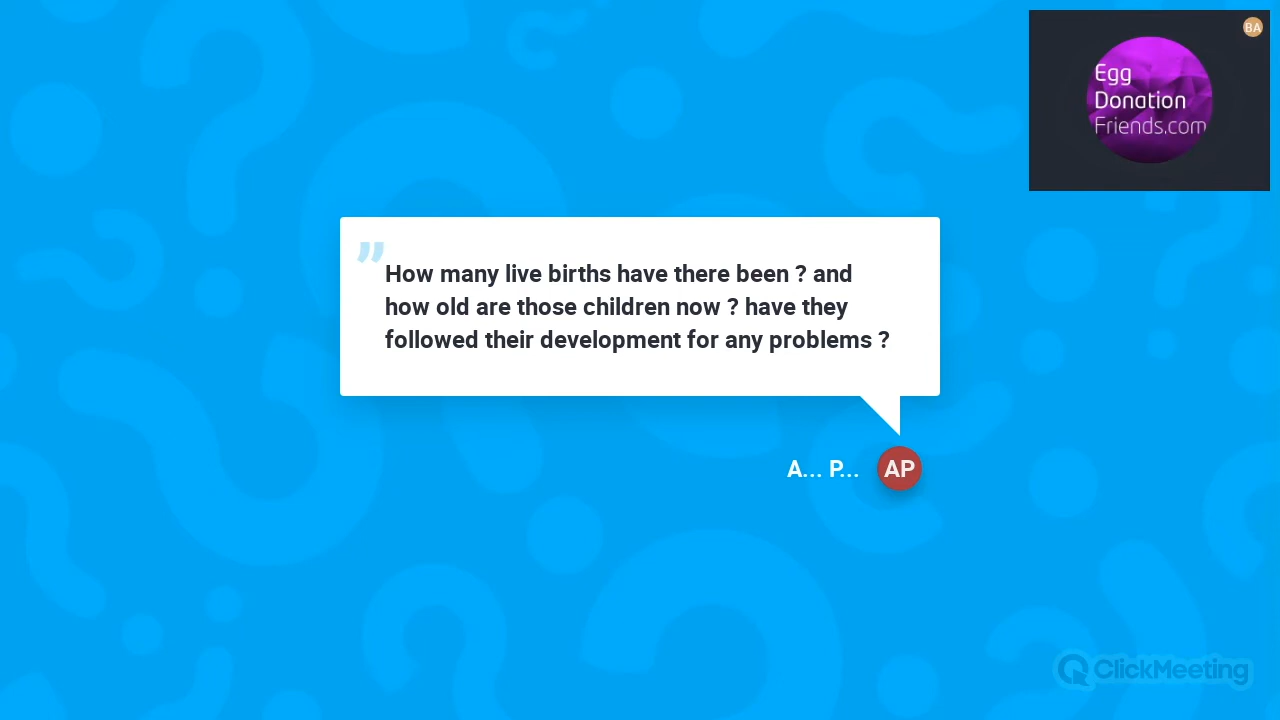 BA
Egg
Donation
Friends.com
”
How many live births have there been ? and
how old are those children now ? have they
followed their development for any problems ?
A... P... AP
ClickMeeting